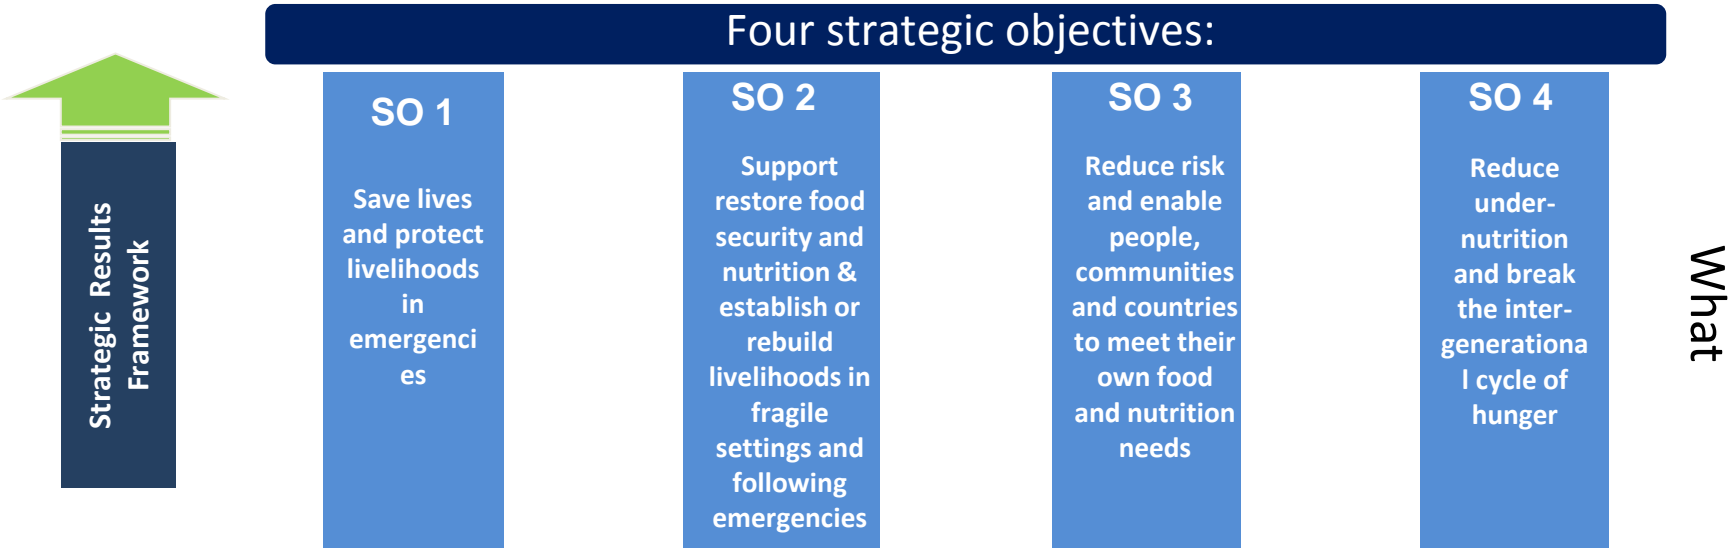 Four strategic objectives:
Strategic Results
Framework
SO 1
Save lives
and protect
livelihoods
in
emergenci
es
SO 2
Support
restore food
security and
nutrition &
establish or
rebuild
livelihoods in
fragile
settings and
following
emergencies
SO 3
Reduce risk
and enable
people,
communities
and countries
to meet their
own food
and nutrition
needs
SO 4
Reduce
under-
nutrition
and break
the inter-
generationa
l cycle of
hunger
What